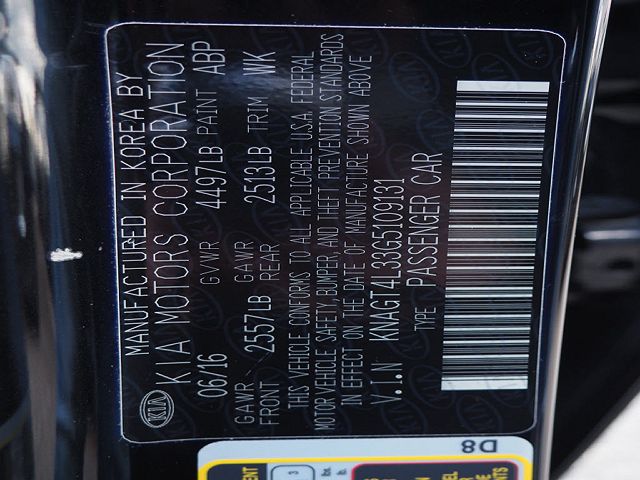 MANUFACTURED IN KOREA BY
KIA KIA MOTORS CORPORATION
06/16 GVWR 4497LB PAINT ABP
GAWR FRONT 2557LB GAWR REAR 2513LB TRIM WK
THIS VEHICLE CONFORMS TO ALL APPLICABLE U.S.A. FEDERAL
MOTOR VEHICLE SAFETY, BUMPER, AND THEFT PREVENTION STANDARDS
IN EFFECT ON THE DATE OF MANUFACTURE SHOWN ABOVE
V.I.N KNAGT4L33G5109131
TYPE PASSENGER CAR
D8